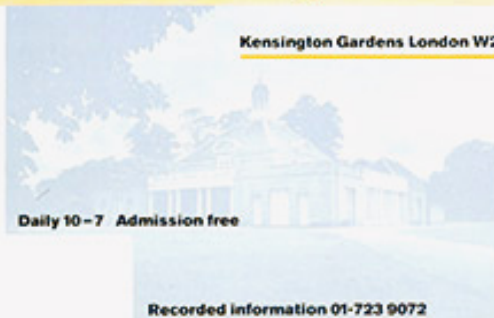 Kensington Gardens London W2
Daily 10–7 Admission free
Recorded information 01-723 9072